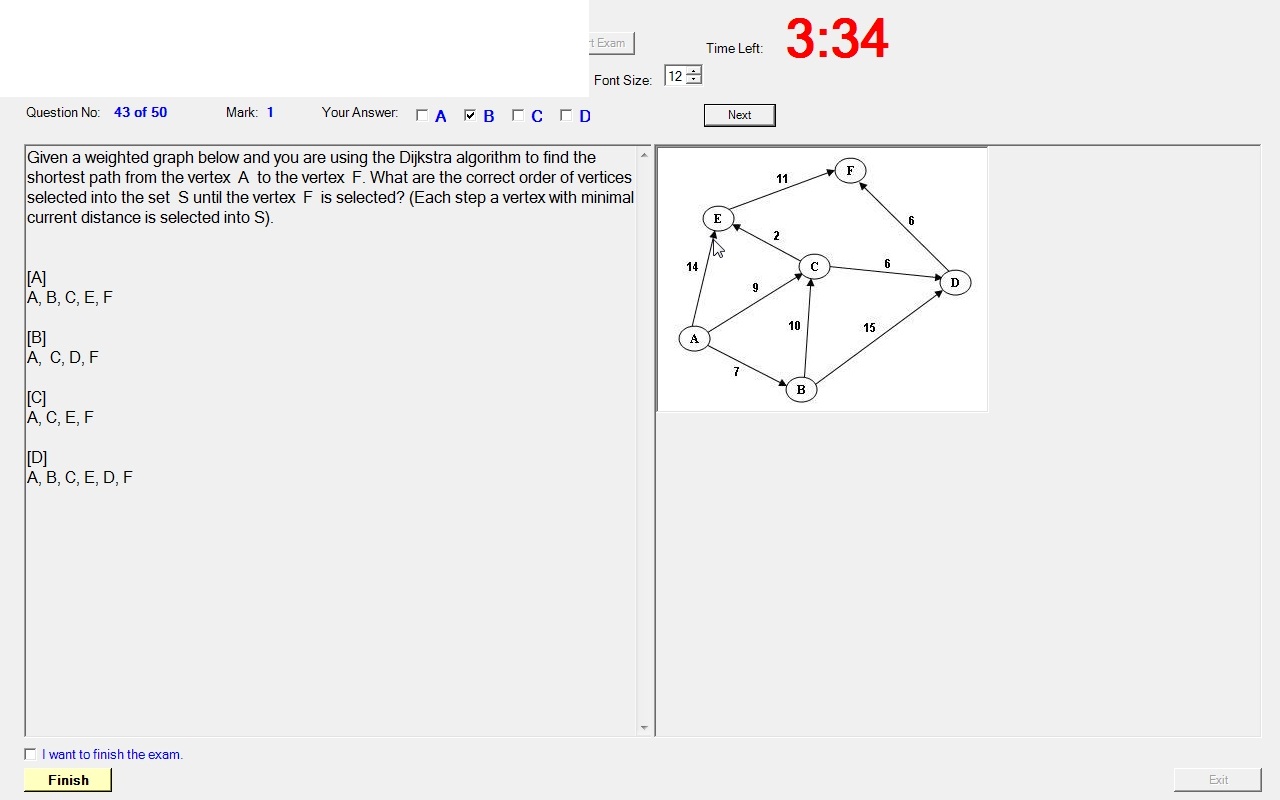 t Exam
Time Left: 3:34
Font Size: 12
Question No: 43 of 50 Mark: 1 Your Answer: A B C D Next
Given a weighted graph below and you are using the Dijkstra algorithm to find the
shortest path from the vertex A to the vertex F. What are the correct order of vertices
selected into the set S until the vertex F is selected? (Each step a vertex with minimal
current distance is selected into S).
[A]
A, B, C, E, F
[B]
A, C, D, F
[C]
A, C, E, F
[D]
A, B, C, E, D, F
F
11
E
6
2
14
C
6
D
9
10
15
A
7
B
I want to finish the exam.
Finish
Exit